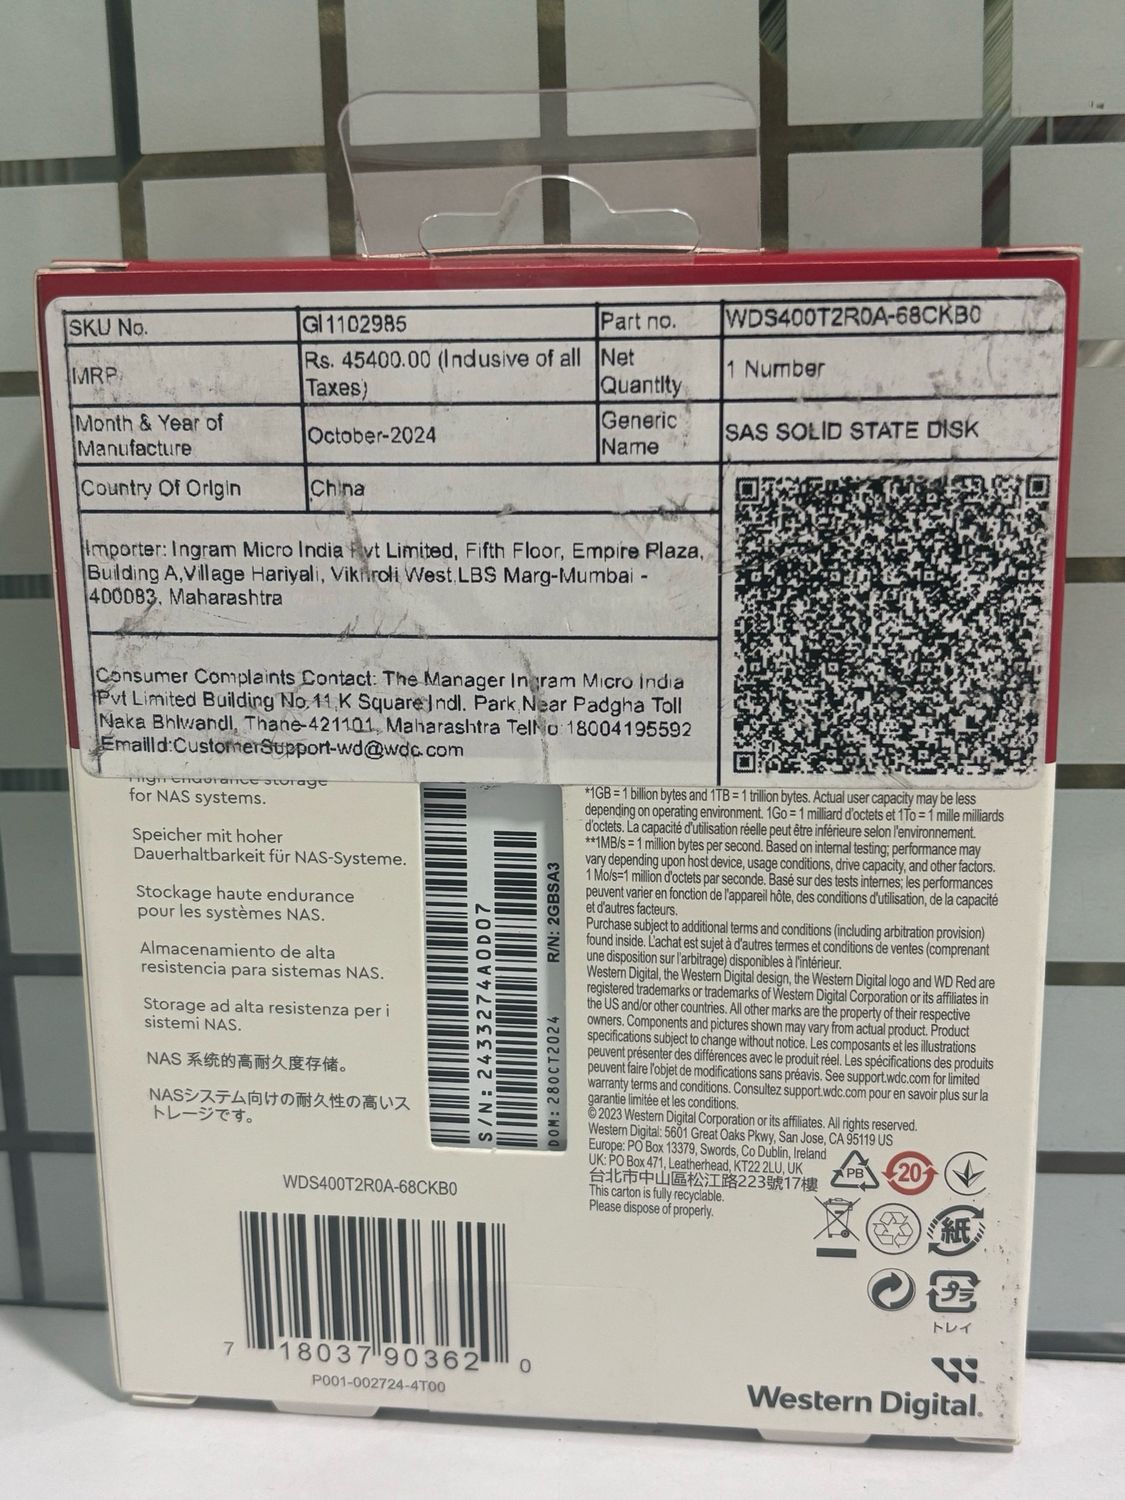 SKU No. GI1102985 Part no. WDS400T2R0A-68CKB0
MRP Rs. 45400.00 (Inclusive of all Taxes) Net Quantity 1 Number
Month & Year of Manufacture October-2024 Generic Name SAS SOLID STATE DISK
Country Of Origin China
Importer: Ingram Micro India Pvt Limited, Fifth Floor, Empire Plaza,
Building A,Village Hariyali, Vikhroli West,LBS Marg-Mumbai -
400083, Maharashtra
Consumer Complaints Contact: The Manager Ingram Micro India
Pvt Limited Building No.11,K Square Indl. Park,Near Padgha Toll
Naka Bhiwandi, Thane-421101, Maharashtra TelNo:18004195592
EmailId:CustomerSupport-wd@wdc.com
High endurance storage
for NAS systems.
Speicher mit hoher
Dauerhaltbarkeit für NAS-Systeme.
Stockage haute endurance
pour les systèmes NAS.
Almacenamiento de alta
resistencia para sistemas NAS.
Storage ad alta resistenza per i
sistemi NAS.
NAS 系统的高耐久度存储。
NASシステム向けの耐久性の高いス
トレージです。
S/N: 2433274A0D07
DOM: 28OCT2024 R/N: 2GBSA3
*1GB = 1 billion bytes and 1TB = 1 trillion bytes. Actual user capacity may be less
depending on operating environment. 1Go = 1 milliard d'octets et 1To = 1 mille milliards
d'octets. La capacité d'utilisation réelle peut être inférieure selon l'environnement.
**1MB/s = 1 million bytes per second. Based on internal testing; performance may
vary depending upon host device, usage conditions, drive capacity, and other factors.
1 Mo/s=1 million d'octets par seconde. Basé sur des tests internes; les performances
peuvent varier en fonction de l'appareil hôte, des conditions d'utilisation, de la capacité
et d'autres facteurs.
Purchase subject to additional terms and conditions (including arbitration provision)
found inside. L'achat est sujet à d'autres termes et conditions de ventes (comprenant
une disposition sur l'arbitrage) disponibles à l'intérieur.
Western Digital, the Western Digital design, the Western Digital logo and WD Red are
registered trademarks or trademarks of Western Digital Corporation or its affiliates in
the US and/or other countries. All other marks are the property of their respective
owners. Components and pictures shown may vary from actual product. Product
specifications subject to change without notice. Les composants et les illustrations
peuvent présenter des différences avec le produit réel. Les spécifications des produits
peuvent faire l'objet de modifications sans préavis. See support.wdc.com for limited
warranty terms and conditions. Consultez support.wdc.com pour en savoir plus sur la
garantie limitée et les conditions.
© 2023 Western Digital Corporation or its affiliates. All rights reserved.
Western Digital: 5601 Great Oaks Pkwy, San Jose, CA 95119 US
Europe: PO Box 13379, Swords, Co Dublin, Ireland
UK: PO Box 471, Leatherhead, KT22 2LU, UK
台北市中山區松江路223號17樓
This carton is fully recyclable.
Please dispose of properly.
PB
20
紙
プラ
トレイ
WDS400T2R0A-68CKB0
7 18037 90362 0
P001-002724-4T00
Western Digital.